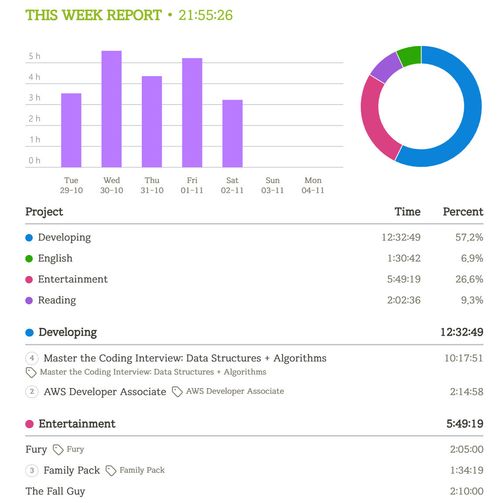 THIS WEEK REPORT • 21:55:26
5 h
4 h
3 h
2 h
1 h
0 h
Tue Wed Thu Fri Sat Sun Mon
29-10 30-10 31-10 01-11 02-11 03-11 04-11
Project Time Percent
Developing 12:32:49 57,2%
English 1:30:42 6,9%
Entertainment 5:49:19 26,6%
Reading 2:02:36 9,3%
Developing 12:32:49
4 Master the Coding Interview: Data Structures + Algorithms 10:17:51
Master the Coding Interview: Data Structures + Algorithms
2 AWS Developer Associate AWS Developer Associate 2:14:58
Entertainment 5:49:19
Fury Fury 2:05:00
3 Family Pack Family Pack 1:34:19
The Fall Guy 2:10:00